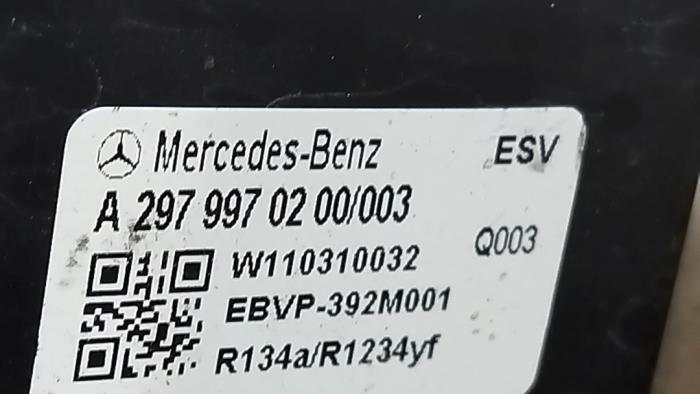 Mercedes-Benz ESV
A 297 997 02 00/003
Q003
W110310032
EBVP-392M001
R134a/R1234yf